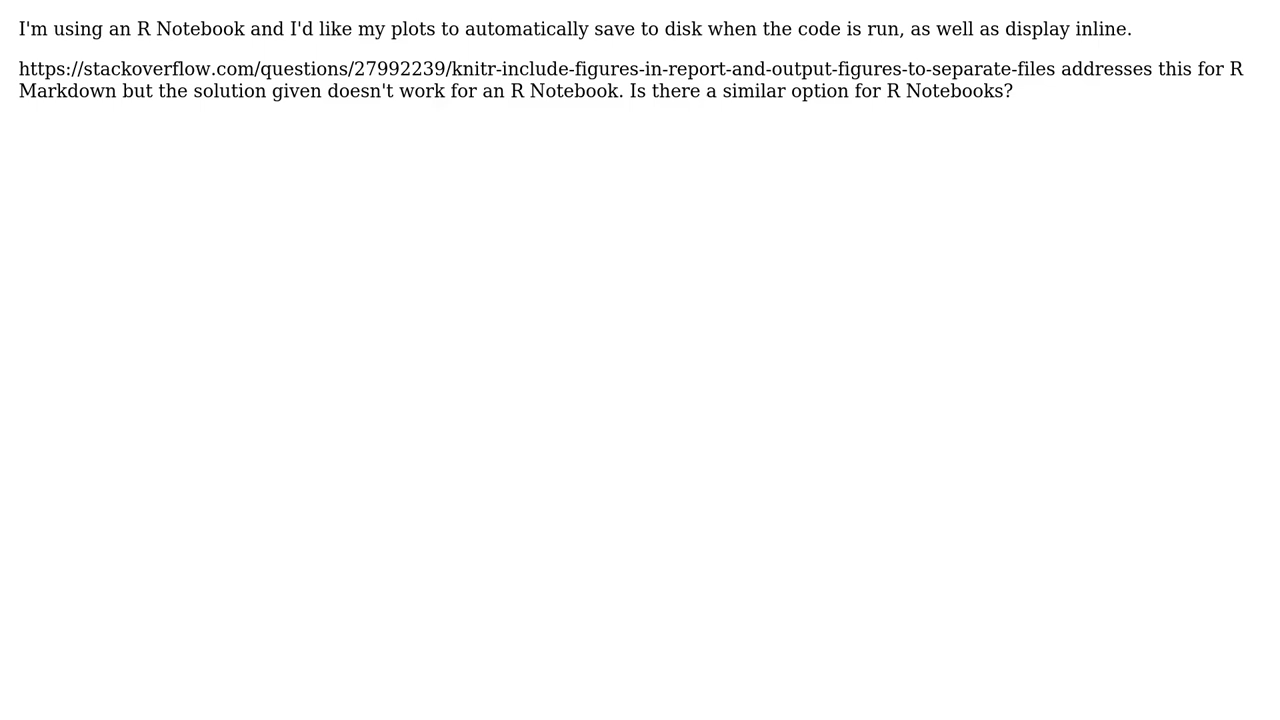 I'm using an R Notebook and I'd like my plots to automatically save to disk when the code is run, as well as display inline.
https://stackoverflow.com/questions/27992239/knitr-include-figures-in-report-and-output-figures-to-separate-files addresses this for R
Markdown but the solution given doesn't work for an R Notebook. Is there a similar option for R Notebooks?